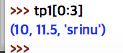 >>> tp1[0:3]
(10, 11.5, 'srinu')
>>>